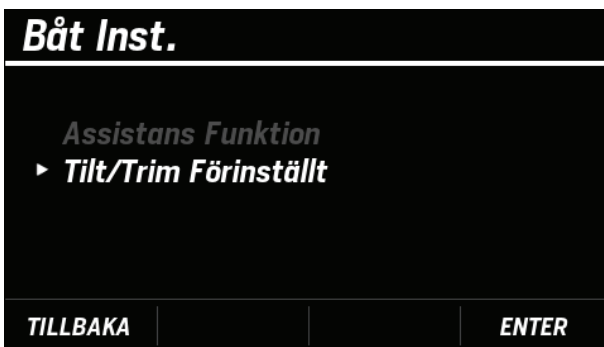 Båt Inst.
Assistans Funktion
Tilt/Trim Förinställt
TILLBAKA
ENTER